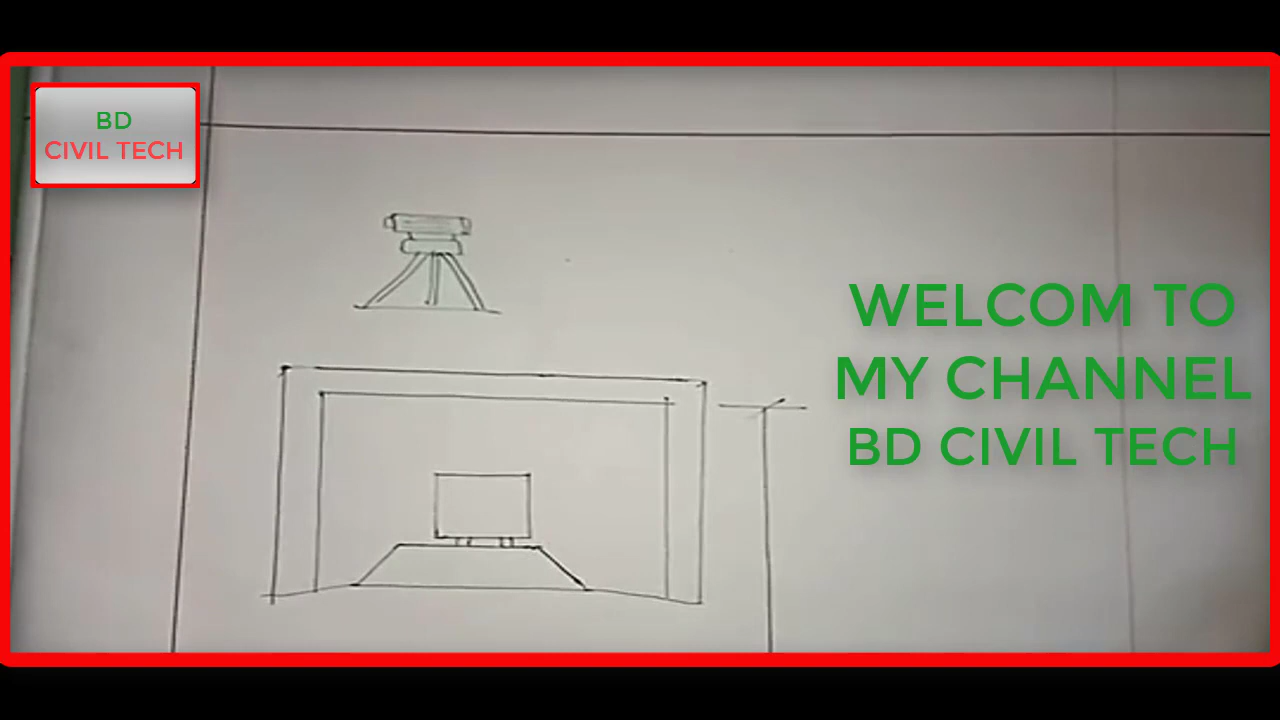 BD
CIVIL TECH
WELCOM TO
MY CHANNEL
BD CIVIL TECH